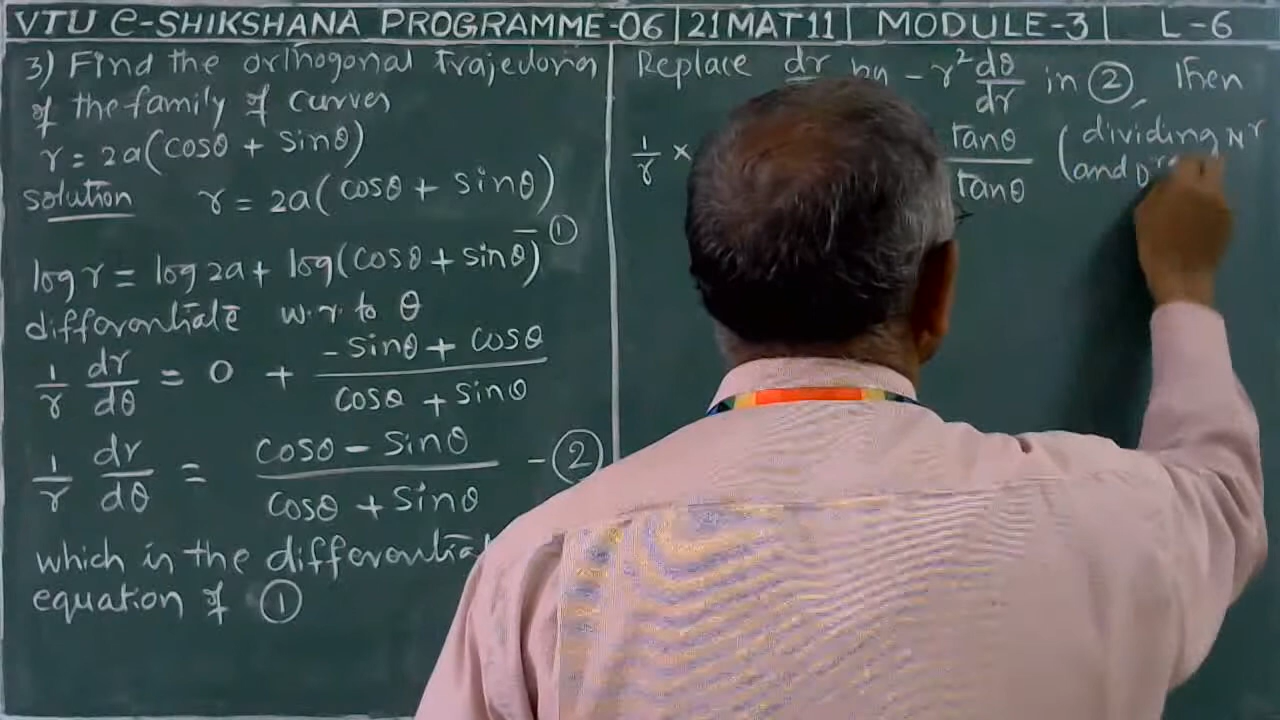 VTU e-SHIKSHANA PROGRAMME-06 | 21MAT11 | MODULE-3 | L-6
3) Find the orthogonal trajectories
of the family of curves
r = 2a(cosθ + sinθ)
solution r = 2a(cosθ + sinθ) - ①
log r = log 2a + log(cosθ + sinθ)
differentiate w.r. to θ
1/r dr/dθ = 0 + (-sinθ + cosθ)/(cosθ + sinθ)
1/r dr/dθ = (cosθ - sinθ)/(cosθ + sinθ) - ②
which is the differential
equation of ①
Replace dr by -r² dθ/dr in ②, Then
1/r × tanθ/tanθ (dividing Nʳ
and Dʳ